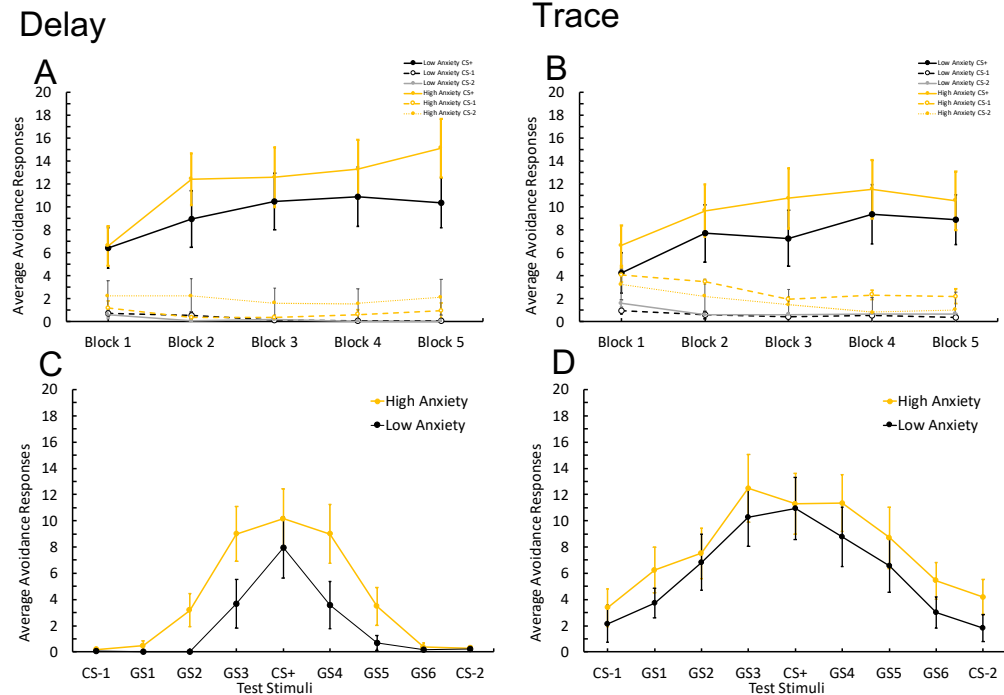 Delay
Trace
A
Low Anxiety CS+
Low Anxiety CS-1
Low Anxiety CS-2
High Anxiety CS+
High Anxiety CS-1
High Anxiety CS-2
20
18
16
14
12
10
8
6
4
2
0
Average Avoidance Responses
Block 1 Block 2 Block 3 Block 4 Block 5
B
Low Anxiety CS+
Low Anxiety CS-1
Low Anxiety CS-2
High Anxiety CS+
High Anxiety CS-1
High Anxiety CS-2
20
18
16
14
12
10
8
6
4
2
0
Average Avoidance Responses
Block 1 Block 2 Block 3 Block 4 Block 5
C
High Anxiety
Low Anxiety
20
18
16
14
12
10
8
6
4
2
0
Average Avoidance Responses
CS-1 GS1 GS2 GS3 CS+ GS4 GS5 GS6 CS-2
Test Stimuli
D
High Anxiety
Low Anxiety
20
18
16
14
12
10
8
6
4
2
0
Average Avoidance Responses
CS-1 GS1 GS2 GS3 CS+ GS4 GS5 GS6 CS-2
Test Stimuli